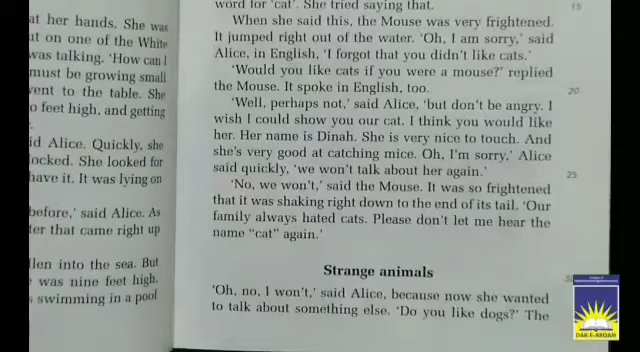 at her hands. She was
ut on one of the White
was talking. 'How can I
must be growing small
vent to the table. She
o feet high, and getting
id Alice. Quickly, she
ocked. She looked for
have it. It was lying on
before,' said Alice. As
ter that came right up
llen into the sea. But
was nine feet high.
swimming in a pool
word for 'cat'. She tried saying that.
When she said this, the Mouse was very frightened.
It jumped right out of the water. 'Oh, I am sorry,' said
Alice, in English, 'I forgot that you didn't like cats.'
'Would you like cats if you were a mouse?' replied
the Mouse. It spoke in English, too.
'Well, perhaps not,' said Alice, 'but don't be angry. I
wish I could show you our cat. I think you would like
her. Her name is Dinah. She is very nice to touch. And
she's very good at catching mice. Oh, I'm sorry,' Alice
said quickly, 'we won't talk about her again.'
'No, we won't,' said the Mouse. It was so frightened
that it was shaking right down to the end of its tail. 'Our
family always hated cats. Please don't let me hear the
name "cat" again.'
Strange animals
'Oh, no, I won't,' said Alice, because now she wanted
to talk about something else. 'Do you like dogs?' The
15
20
25
DAR-E-ARQAM